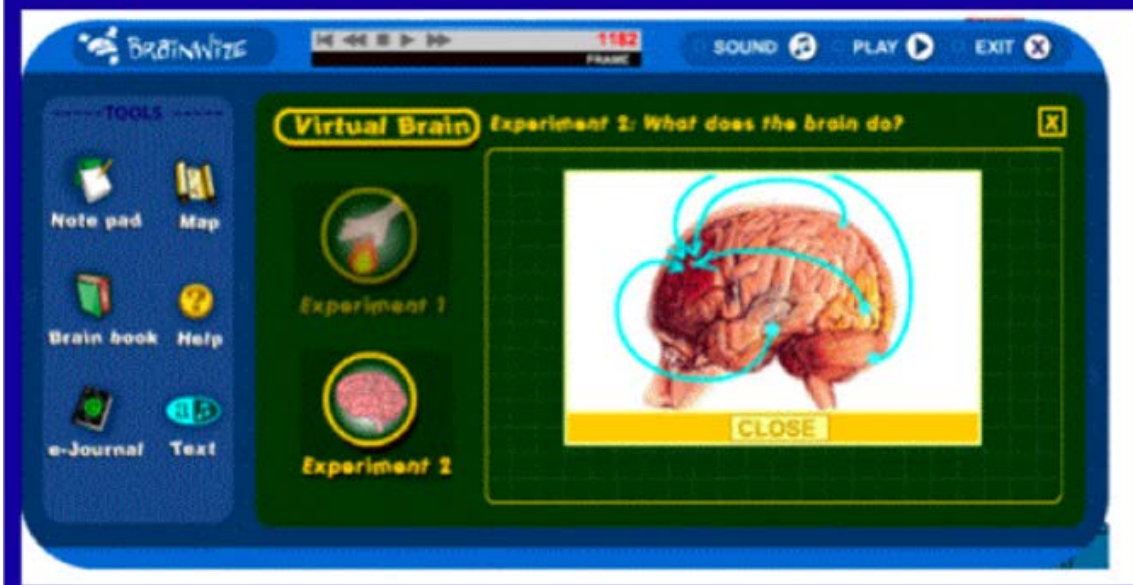 BRAINWIZE
1182
FRAME
SOUND
PLAY
EXIT X
-----TOOLS-----
Note pad
Map
Brain book
Help
e-Journal
Text
Virtual Brain
Experiment 2: What does the brain do?
X
Experiment 1
Experiment 2
CLOSE